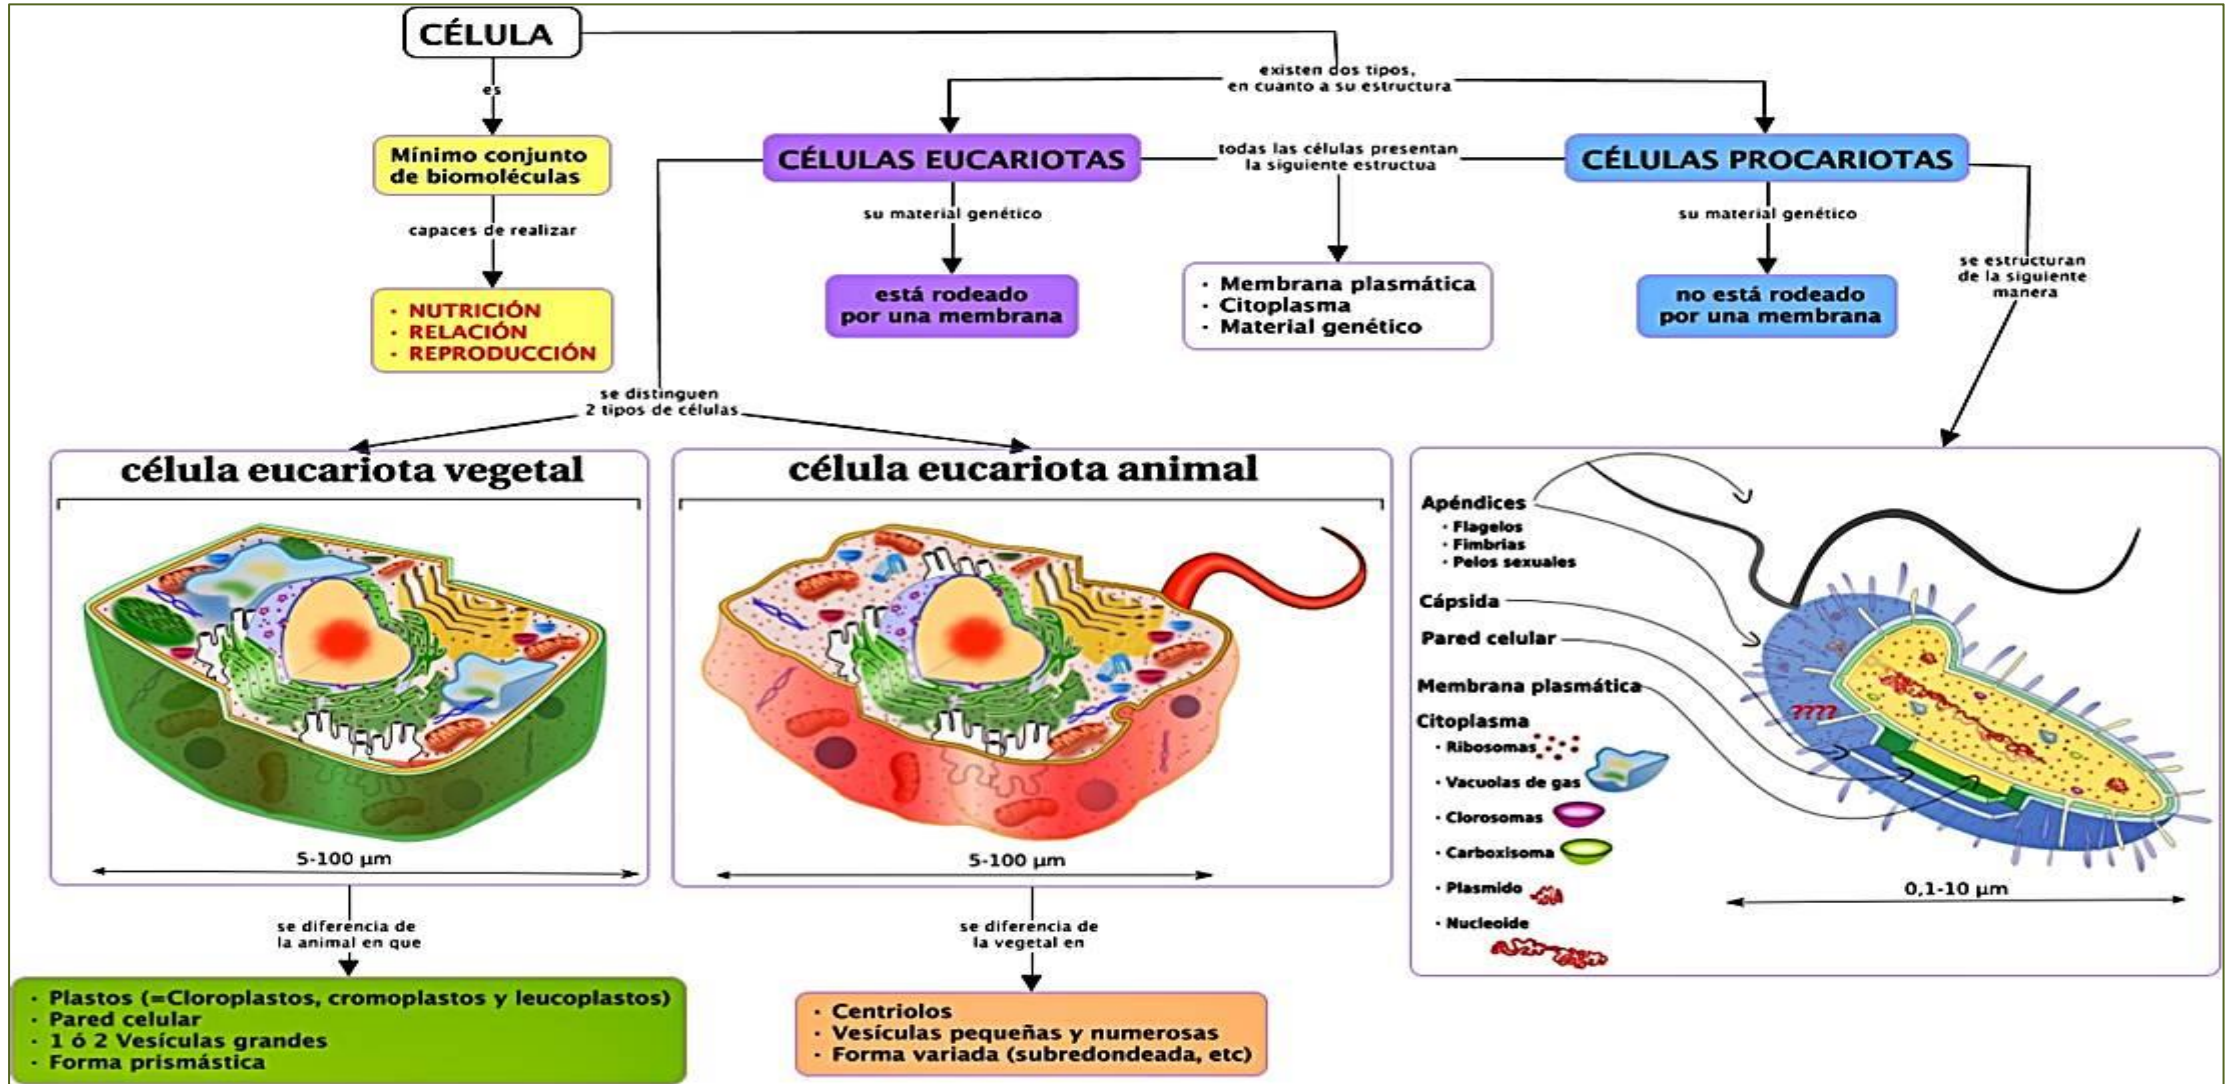 CÉLULA
existen dos tipos,
en cuanto a su estructura
es
Mínimo conjunto
de biomoléculas
capaces de realizar
· NUTRICIÓN
· RELACIÓN
· REPRODUCCIÓN
CÉLULAS EUCARIOTAS
todas las células presentan
la siguiente estructua
CÉLULAS PROCARIOTAS
su material genético
está rodeado
por una membrana
· Membrana plasmática
· Citoplasma
· Material genético
su material genético
no está rodeado
por una membrana
se estructuran
de la siguiente
manera
se distinguen
2 tipos de células
célula eucariota vegetal
5-100 µm
célula eucariota animal
5-100 µm
Apéndices
· Flagelos
· Fimbrias
· Pelos sexuales
Cápsida
Pared celular
Membrana plasmática
Citoplasma
· Ribosomas
· Vacuolas de gas
· Clorosomas
· Carboxisoma
· Plasmido
· Nucleoide
????
0,1-10 µm
se diferencia de
la animal en que
· Plastos (=Cloroplastos, cromoplastos y leucoplastos)
· Pared celular
· 1 ó 2 Vesículas grandes
· Forma prismástica
se diferencia de
la vegetal en
· Centriolos
· Vesículas pequeñas y numerosas
· Forma variada (subredondeada, etc)